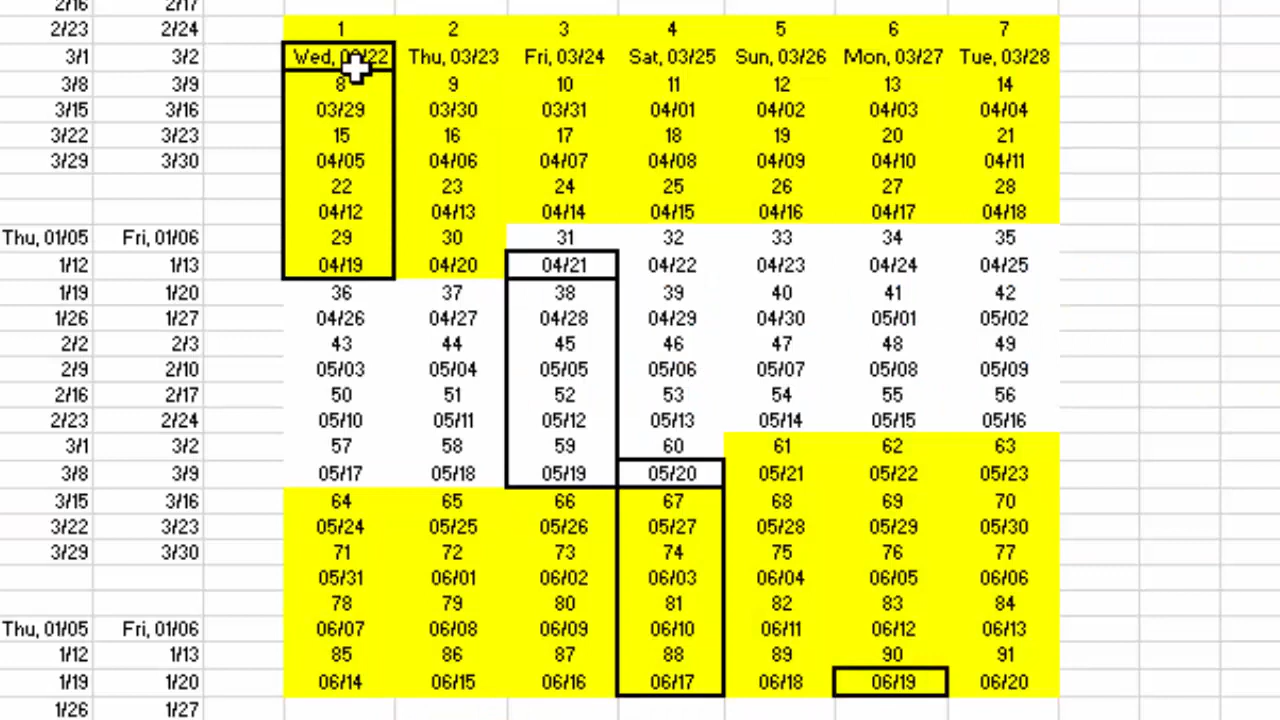 2/16 2/17
2/23 2/24 1 2 3 4 5 6 7
3/1 3/2 Wed, 03/22 Thu, 03/23 Fri, 03/24 Sat, 03/25 Sun, 03/26 Mon, 03/27 Tue, 03/28
3/8 3/9 8 9 10 11 12 13 14
3/15 3/16 03/29 03/30 03/31 04/01 04/02 04/03 04/04
3/22 3/23 15 16 17 18 19 20 21
3/29 3/30 04/05 04/06 04/07 04/08 04/09 04/10 04/11
22 23 24 25 26 27 28
04/12 04/13 04/14 04/15 04/16 04/17 04/18
Thu, 01/05 Fri, 01/06 29 30 31 32 33 34 35
1/12 1/13 04/19 04/20 04/21 04/22 04/23 04/24 04/25
1/19 1/20 36 37 38 39 40 41 42
1/26 1/27 04/26 04/27 04/28 04/29 04/30 05/01 05/02
2/2 2/3 43 44 45 46 47 48 49
2/9 2/10 05/03 05/04 05/05 05/06 05/07 05/08 05/09
2/16 2/17 50 51 52 53 54 55 56
2/23 2/24 05/10 05/11 05/12 05/13 05/14 05/15 05/16
3/1 3/2 57 58 59 60 61 62 63
3/8 3/9 05/17 05/18 05/19 05/20 05/21 05/22 05/23
3/15 3/16 64 65 66 67 68 69 70
3/22 3/23 05/24 05/25 05/26 05/27 05/28 05/29 05/30
3/29 3/30 71 72 73 74 75 76 77
05/31 06/01 06/02 06/03 06/04 06/05 06/06
78 79 80 81 82 83 84
Thu, 01/05 Fri, 01/06 06/07 06/08 06/09 06/10 06/11 06/12 06/13
1/12 1/13 85 86 87 88 89 90 91
1/19 1/20 06/14 06/15 06/16 06/17 06/18 06/19 06/20
1/26 1/27